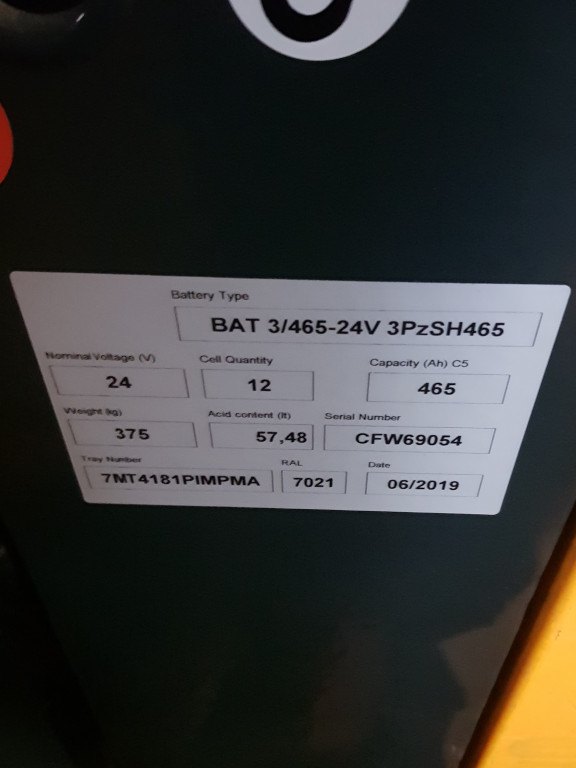 Battery Type
BAT 3/465-24V 3PzSH465
Nominal Voltage (V) Cell Quantity Capacity (Ah) C5
24 12 465
Weight (kg) Acid content (lt) Serial Number
375 57,48 CFW69054
Tray Number RAL Date
7MT4181PIMPMA 7021 06/2019